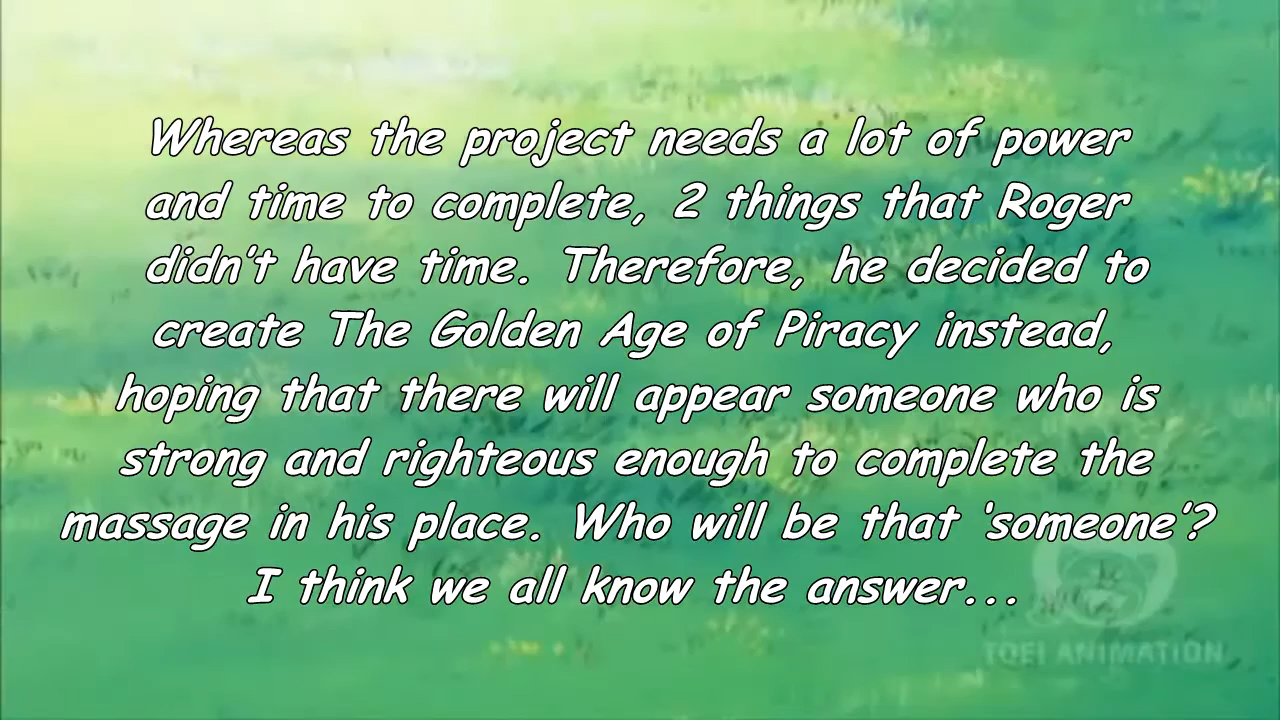 Whereas the project needs a lot of power
and time to complete, 2 things that Roger
didn't have time. Therefore, he decided to
create The Golden Age of Piracy instead,
hoping that there will appear someone who is
strong and righteous enough to complete the
massage in his place. Who will be that 'someone'?
I think we all know the answer...
TOEI ANIMATION